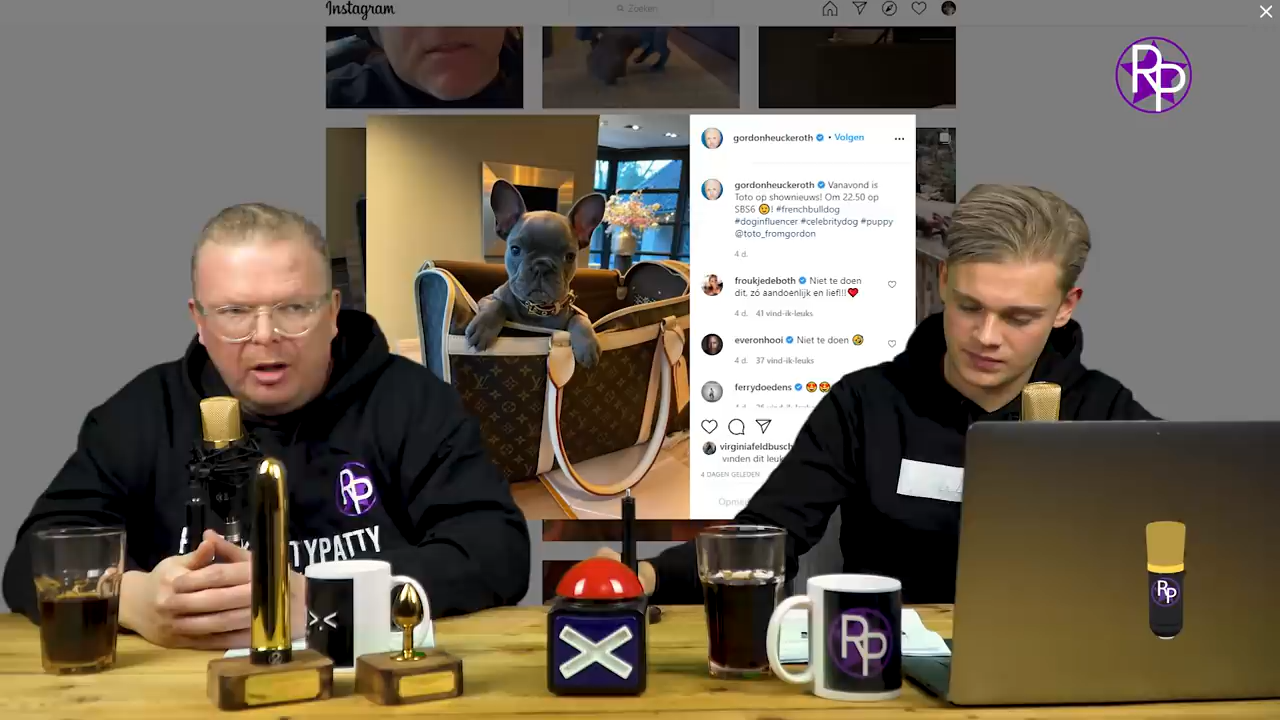 Instagram
Zoeken
RP
gordonheuckeroth • Volgen
gordonheuckeroth Vanavond is
Toto op shownieuws! Om 22.50 op
SBS6 😉! #frenchbulldog
#doginfluencer #celebritydog #puppy
@toto_fromgordon
4 d.
froukjedeboth Niet te doen
dit, zó aandoenlijk en lief!!!❤️
4 d. 41 vind-ik-leuks
everonhooi Niet te doen
4 d. 37 vind-ik-leuks
ferrydoedens 😍😍
virginiafeldbusch
vinden dit leuk
4 DAGEN GELEDEN
Opme
RP
TYPATTY
>:<
RP
RP